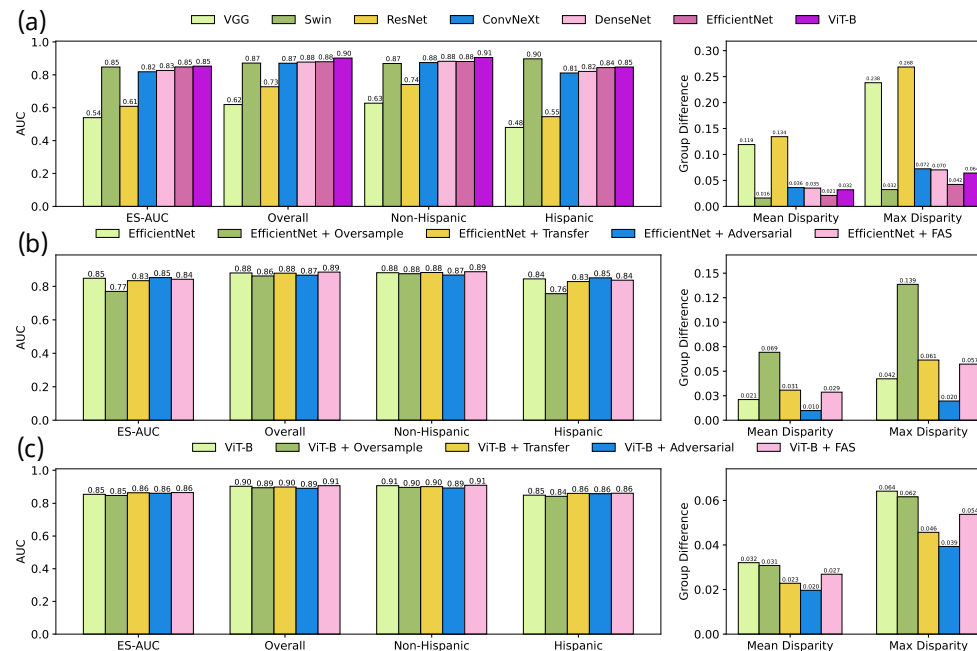 (a)
VGG Swin ResNet ConvNeXt DenseNet EfficientNet ViT-B
1.0
0.8
0.6
0.4
0.2
0.0
AUC
0.54 0.85 0.61 0.82 0.83 0.85 0.85
0.62 0.87 0.73 0.87 0.88 0.88 0.90
0.63 0.87 0.74 0.88 0.88 0.88 0.91
0.48 0.90 0.55 0.81 0.82 0.84 0.85
ES-AUC Overall Non-Hispanic Hispanic
0.30
0.25
0.20
0.15
0.10
0.05
0.00
Group Difference
0.119 0.016 0.134 0.036 0.035 0.021 0.032
0.238 0.032 0.268 0.072 0.070 0.042 0.064
Mean Disparity Max Disparity
(b)
EfficientNet EfficientNet + Oversample EfficientNet + Transfer EfficientNet + Adversarial EfficientNet + FAS
0.8
0.6
0.4
0.2
0.0
AUC
0.85 0.77 0.83 0.85 0.84
0.88 0.86 0.88 0.87 0.89
0.88 0.88 0.88 0.87 0.89
0.84 0.76 0.83 0.85 0.84
ES-AUC Overall Non-Hispanic Hispanic
0.15
0.12
0.10
0.08
0.05
0.03
0.00
Group Difference
0.021 0.069 0.031 0.010 0.029
0.042 0.139 0.061 0.020 0.057
Mean Disparity Max Disparity
(c)
ViT-B ViT-B + Oversample ViT-B + Transfer ViT-B + Adversarial ViT-B + FAS
1.0
0.8
0.6
0.4
0.2
0.0
AUC
0.85 0.85 0.86 0.86 0.86
0.90 0.89 0.90 0.89 0.91
0.91 0.90 0.90 0.89 0.91
0.85 0.84 0.86 0.86 0.86
ES-AUC Overall Non-Hispanic Hispanic
0.06
0.04
0.02
0.00
Group Difference
0.032 0.031 0.023 0.020 0.027
0.064 0.062 0.046 0.039 0.054
Mean Disparity Max Disparity